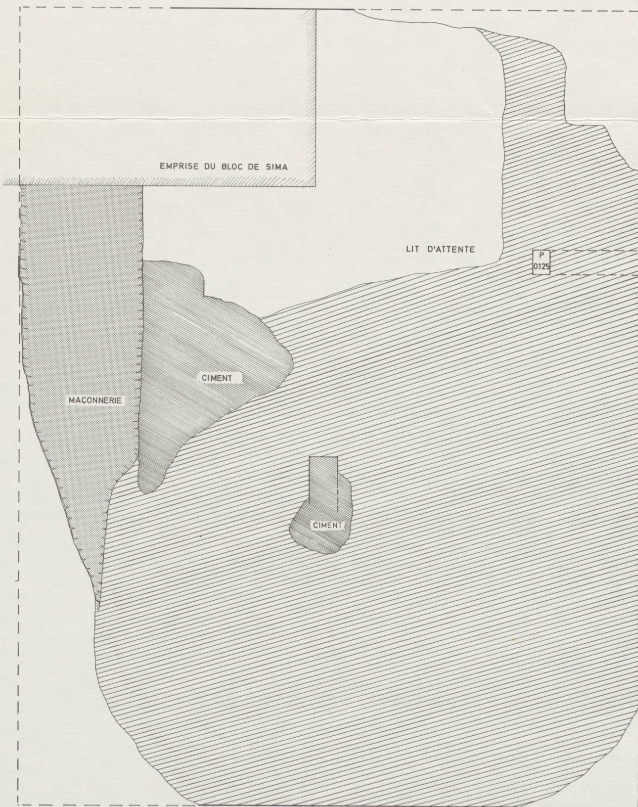 EMPRISE DU BLOC DE SIMA
LIT D'ATTENTE
P
0125
CIMENT
MAÇONNERIE
CIMENT